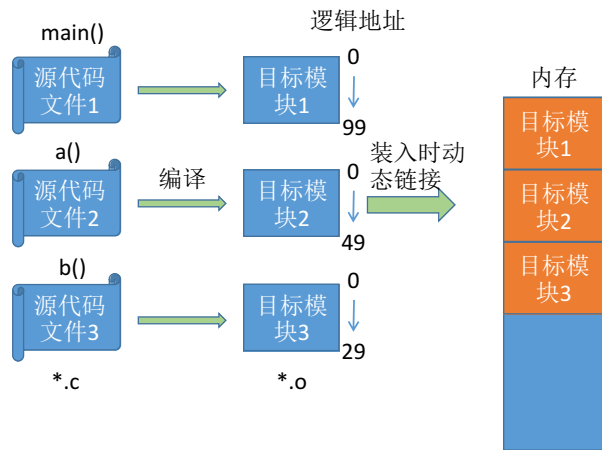 main()
逻辑地址
源代码
文件1
目标模
块1
0
99
内存
目标模
块1
a()
源代码
文件2
编译
目标模
块2
0
49
装入时动
态链接
目标模
块2
b()
源代码
文件3
目标模
块3
0
29
目标模
块3
*.c
*.o